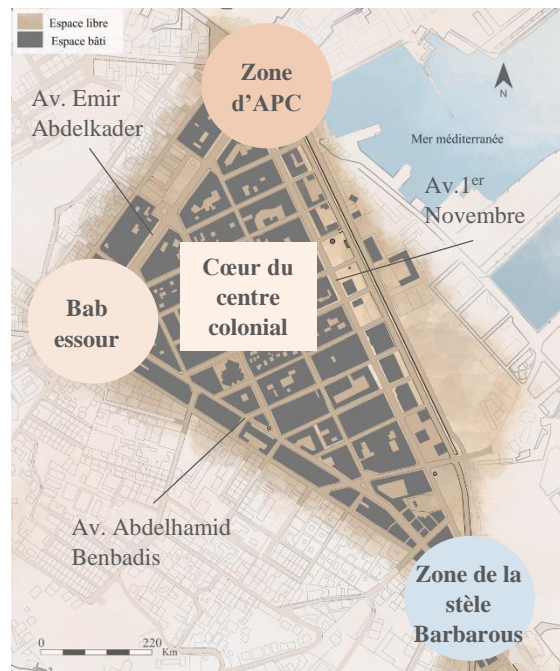 Espace libre
Espace bâti
Zone
d’APC
Av. Emir
Abdelkader
N
Mer méditerranée
Av.1er
Novembre
Cœur du
centre
colonial
Bab
essour
Av. Abdelhamid
Benbadis
Zone de la
stèle
Barbarous
0 220
Km